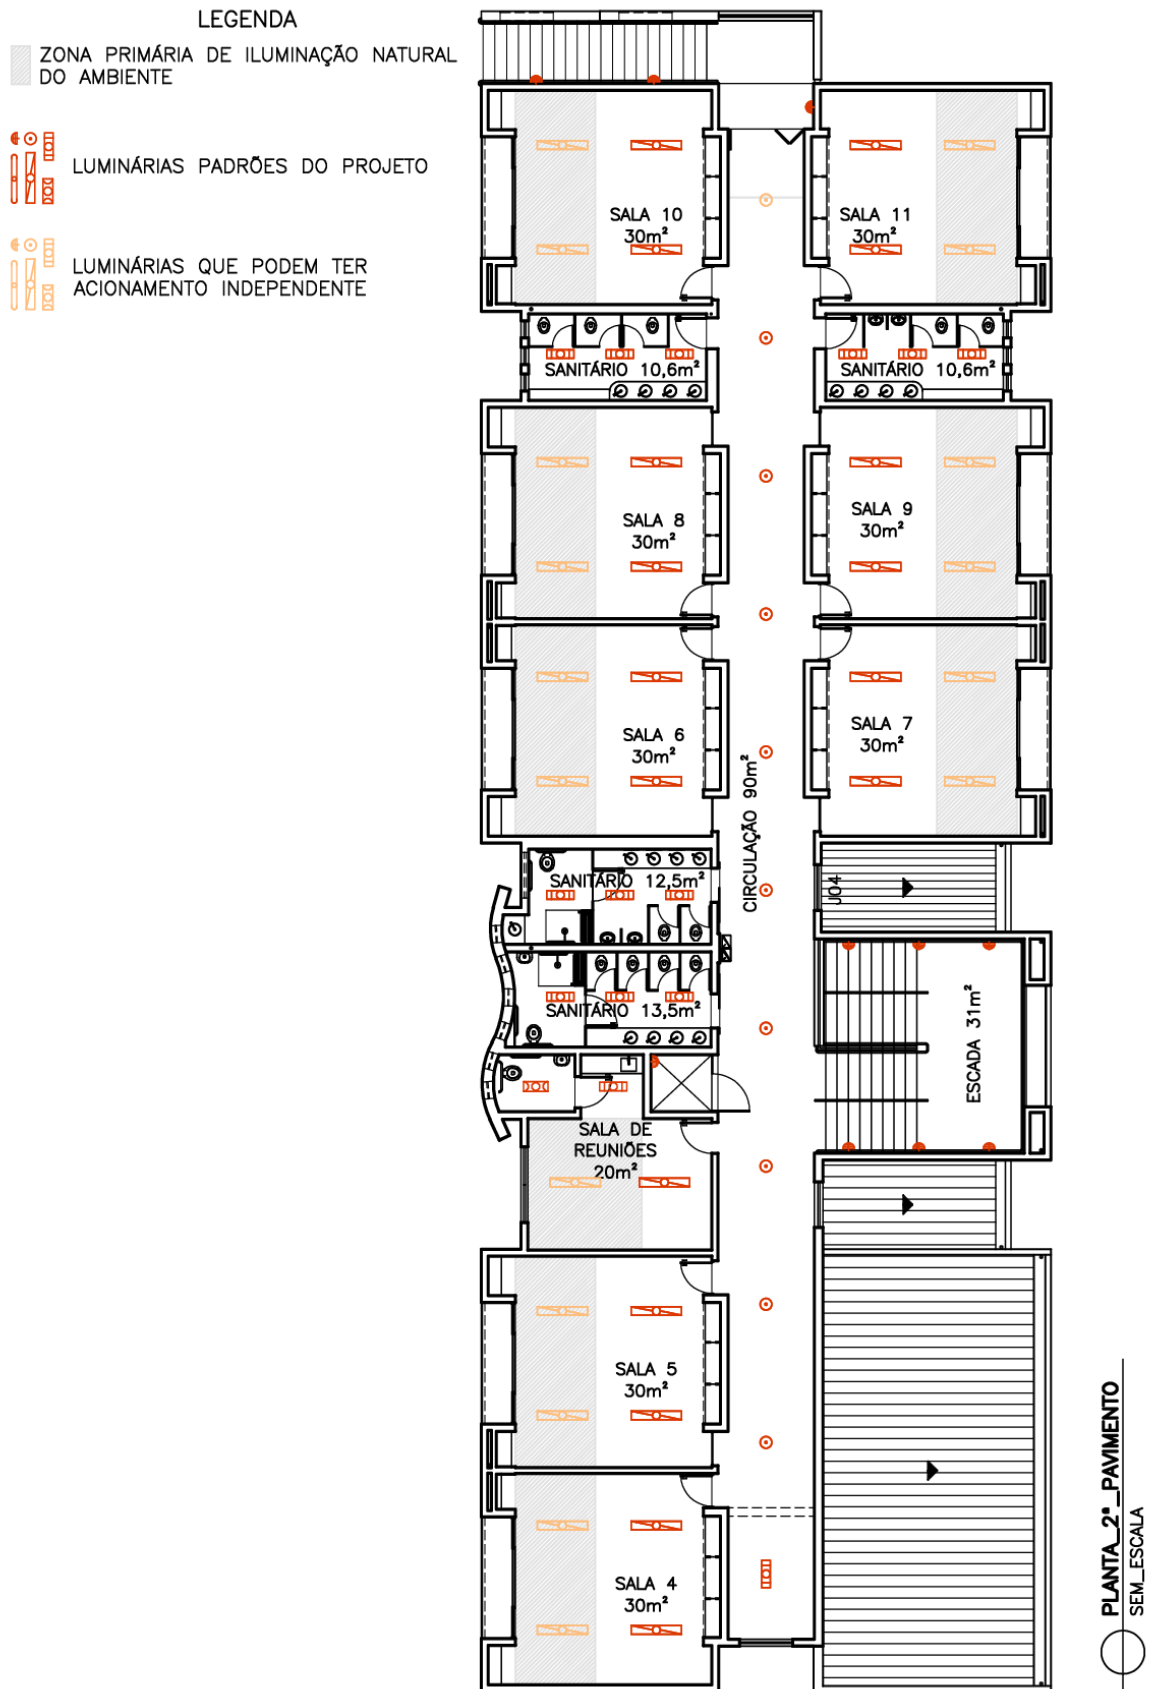 LEGENDA
ZONA PRIMÁRIA DE ILUMINAÇÃO NATURAL
DO AMBIENTE
LUMINÁRIAS PADRÕES DO PROJETO
LUMINÁRIAS QUE PODEM TER
ACIONAMENTO INDEPENDENTE
SALA 10
30m²
SALA 11
30m²
SANITÁRIO 10,6m²
SANITÁRIO 10,6m²
SALA 8
30m²
SALA 9
30m²
SALA 6
30m²
SALA 7
30m²
CIRCULAÇÃO 90m²
SANITÁRIO 12,5m²
J04
SANITÁRIO 13,5m²
ESCADA 31m²
SALA DE
REUNIÕES
20m²
SALA 5
30m²
SALA 4
30m²
PLANTA_2º_PAVIMENTO
SEM_ESCALA